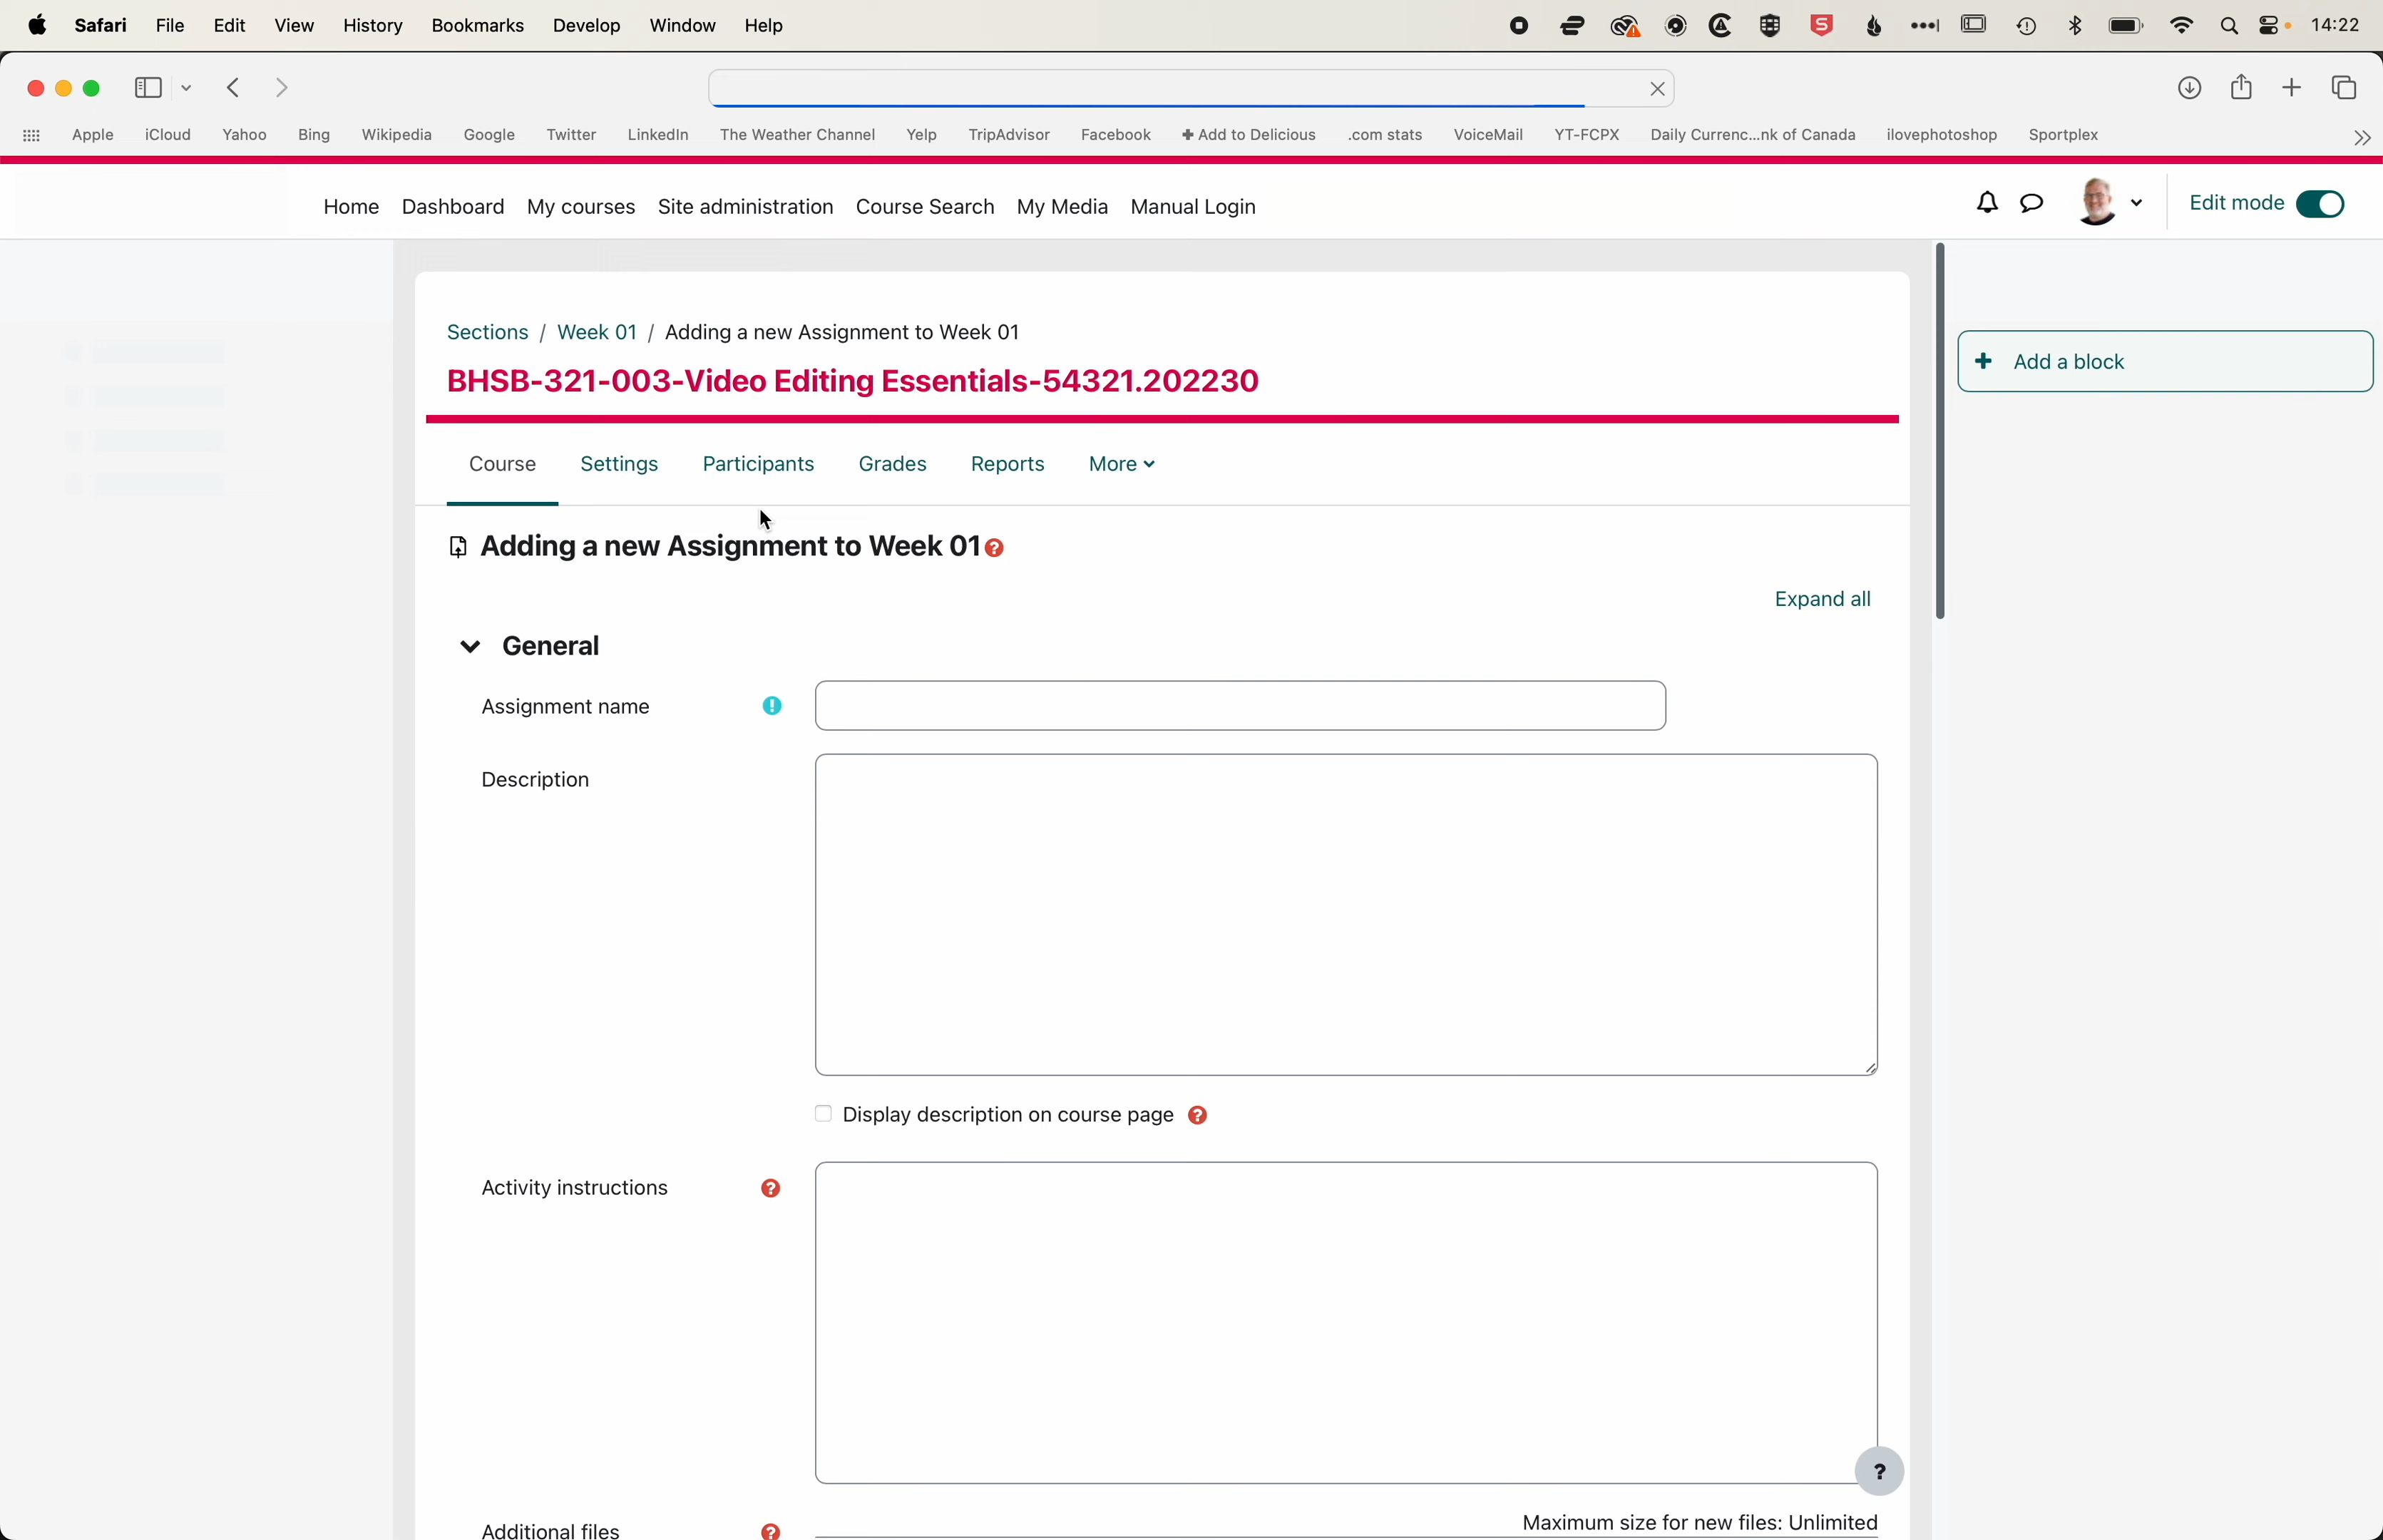 Safari File Edit View History Bookmarks Develop Window Help 14:22
Apple iCloud Yahoo Bing Wikipedia Google Twitter LinkedIn The Weather Channel Yelp TripAdvisor Facebook + Add to Delicious .com stats VoiceMail YT-FCPX Daily Currenc...nk of Canada ilovephotoshop Sportplex
Home Dashboard My courses Site administration Course Search My Media Manual Login Edit mode
Sections / Week 01 / Adding a new Assignment to Week 01
+ Add a block
BHSB-321-003-Video Editing Essentials-54321.202230
Course Settings Participants Grades Reports More
Adding a new Assignment to Week 01
Expand all
General
Assignment name
Description
Display description on course page
Activity instructions
Maximum size for new files: Unlimited
Additional files